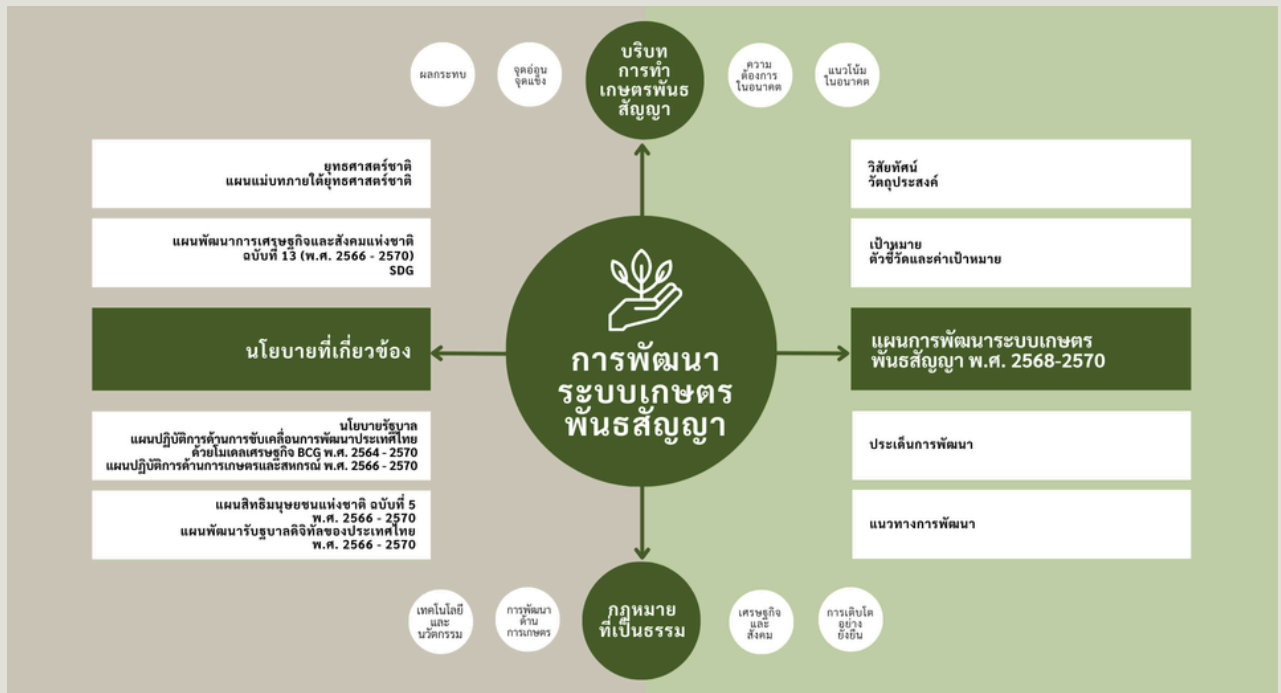 ผลกระทบ
จุดอ่อน
จุดแข็ง
บริบท
การทำ
เกษตรพันธ
สัญญา
ความ
ต้องการ
ในอนาคต
แนวโน้ม
ในอนาคต
ยุทธศาสตร์ชาติ
แผนแม่บทภายใต้ยุทธศาสตร์ชาติ
แผนพัฒนาการเศรษฐกิจและสังคมแห่งชาติ
ฉบับที่ 13 (พ.ศ. 2566 - 2570)
SDG
นโยบายที่เกี่ยวข้อง
นโยบายรัฐบาล
แผนปฏิบัติการด้านการขับเคลื่อนการพัฒนาประเทศไทย
ด้วยโมเดลเศรษฐกิจ BCG พ.ศ. 2564 - 2570
แผนปฏิบัติการด้านการเกษตรและสหกรณ์ พ.ศ. 2566 - 2570
แผนสิทธิมนุษยชนแห่งชาติ ฉบับที่ 5
พ.ศ. 2566 - 2570
แผนพัฒนารับฐบาลดิจิทัลของประเทศไทย
พ.ศ. 2566 - 2570
การพัฒนา
ระบบเกษตร
พันธสัญญา
วิสัยทัศน์
วัตถุประสงค์
เป้าหมาย
ตัวชี้วัดและค่าเป้าหมาย
แผนการพัฒนาระบบเกษตร
พันธสัญญา พ.ศ. 2568-2570
ประเด็นการพัฒนา
แนวทางการพัฒนา
เทคโนโลยี
และ
นวัตกรรม
การพัฒนา
ด้าน
การเกษตร
กฎหมาย
ที่เป็นธรรม
เศรษฐกิจ
และ
สังคม
การเติบโต
อย่าง
ยั่งยืน